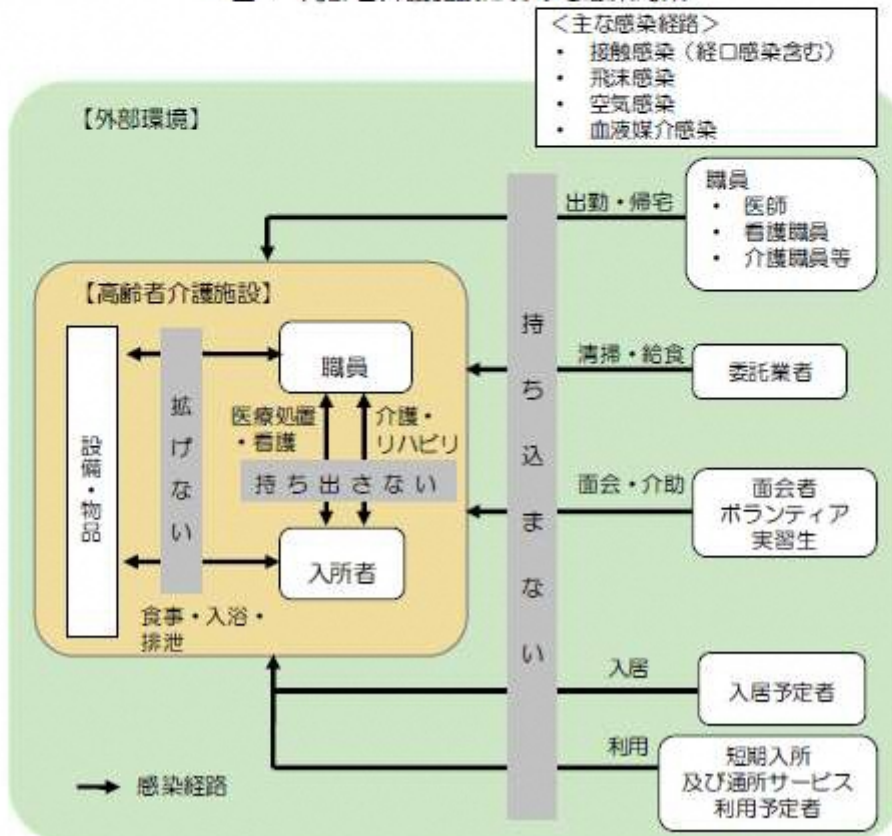 ＜主な感染経路＞
・ 接触感染（経口感染含む）
・ 飛沫感染
・ 空気感染
・ 血液媒介感染
【外部環境】
職員
・ 医師
・ 看護職員
・ 介護職員等
出勤・帰宅
【高齢者介護施設】
持ち込まない
職員
清掃・給食
委託業者
拡げない
医療処置
・看護
介護・
リハビリ
設備・物品
持ち出さない
面会・介助
面会者
ボランティア
実習生
入所者
食事・入浴・
排泄
入居
入居予定者
利用
短期入所
及び通所サービス
利用予定者
感染経路